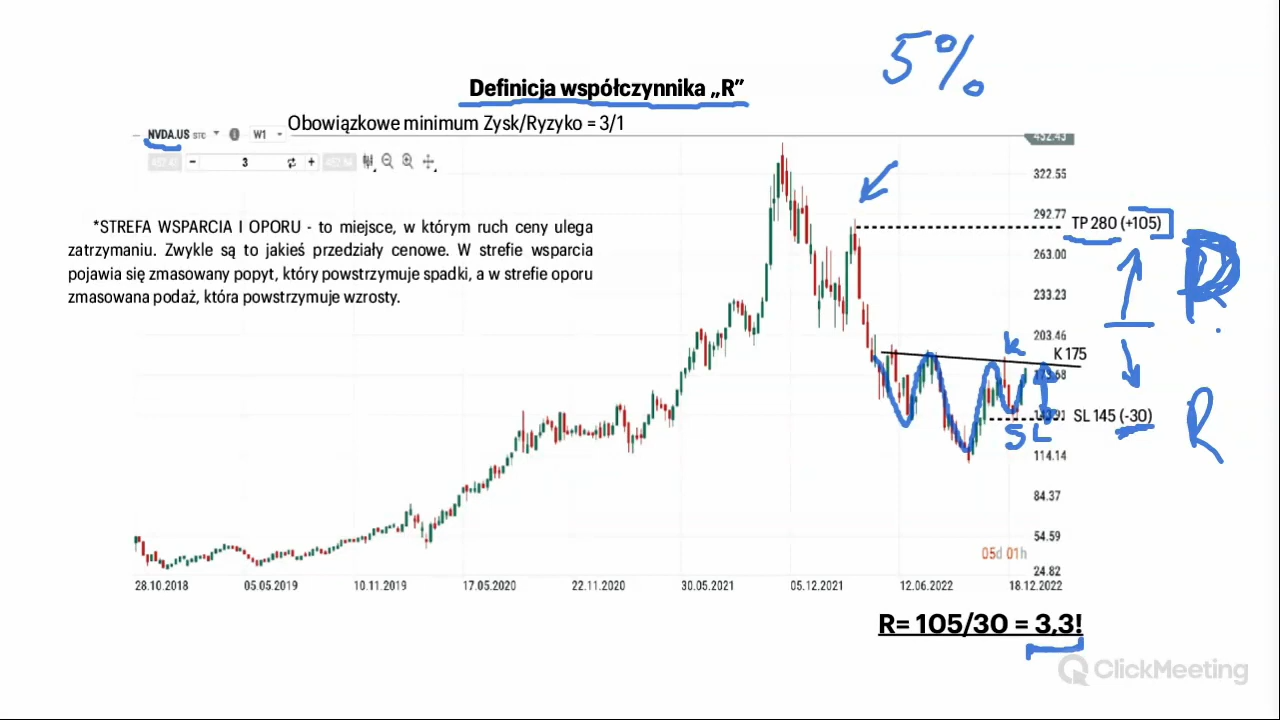 5%
Definicja współczynnika „R”
Obowiązkowe minimum Zysk/Ryzyko = 3/1
NVDA.US STC W1
452.43
3
322.55
*STREFA WSPARCIA I OPORU - to miejsce, w którym ruch ceny ulega
zatrzymaniu. Zwykle są to jakieś przedziały cenowe. W strefie wsparcia
pojawia się zmasowany popyt, który powstrzymuje spadki, a w strefie oporu
zmasowana podaż, która powstrzymuje wzrosty.
292.77
TP 280 (+105)
263.00
233.23
203.46
K
K 175
SL 145 (-30)
R
SL
114.14
84.37
54.59
05d 01h
24.82
28.10.2018 05.05.2019 10.11.2019 17.05.2020 22.11.2020 30.05.2021 05.12.2021 12.06.2022 18.12.2022
R= 105/30 = 3,3!
ClickMeeting